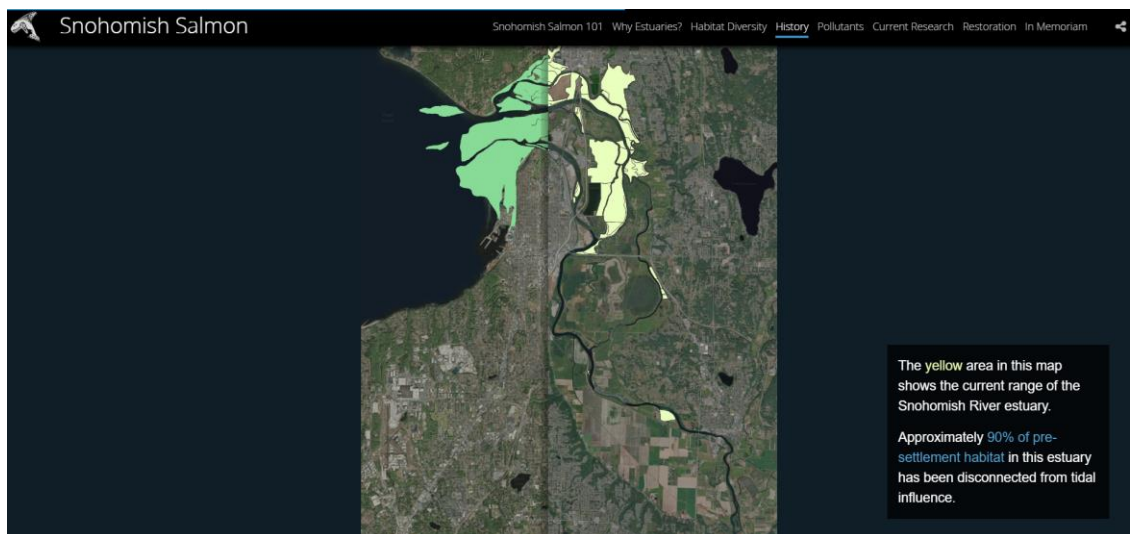 Snohomish Salmon
Snohomish Salmon 101 Why Estuaries? Habitat Diversity History Pollutants Current Research Restoration In Memoriam
The yellow area in this map
shows the current range of the
Snohomish River estuary.
Approximately 90% of pre-
settlement habitat in this estuary
has been disconnected from tidal
influence.